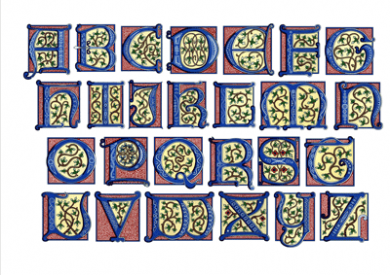 A B C D E F G
H I J K L M N
O P Q R S T
U V W X Y Z